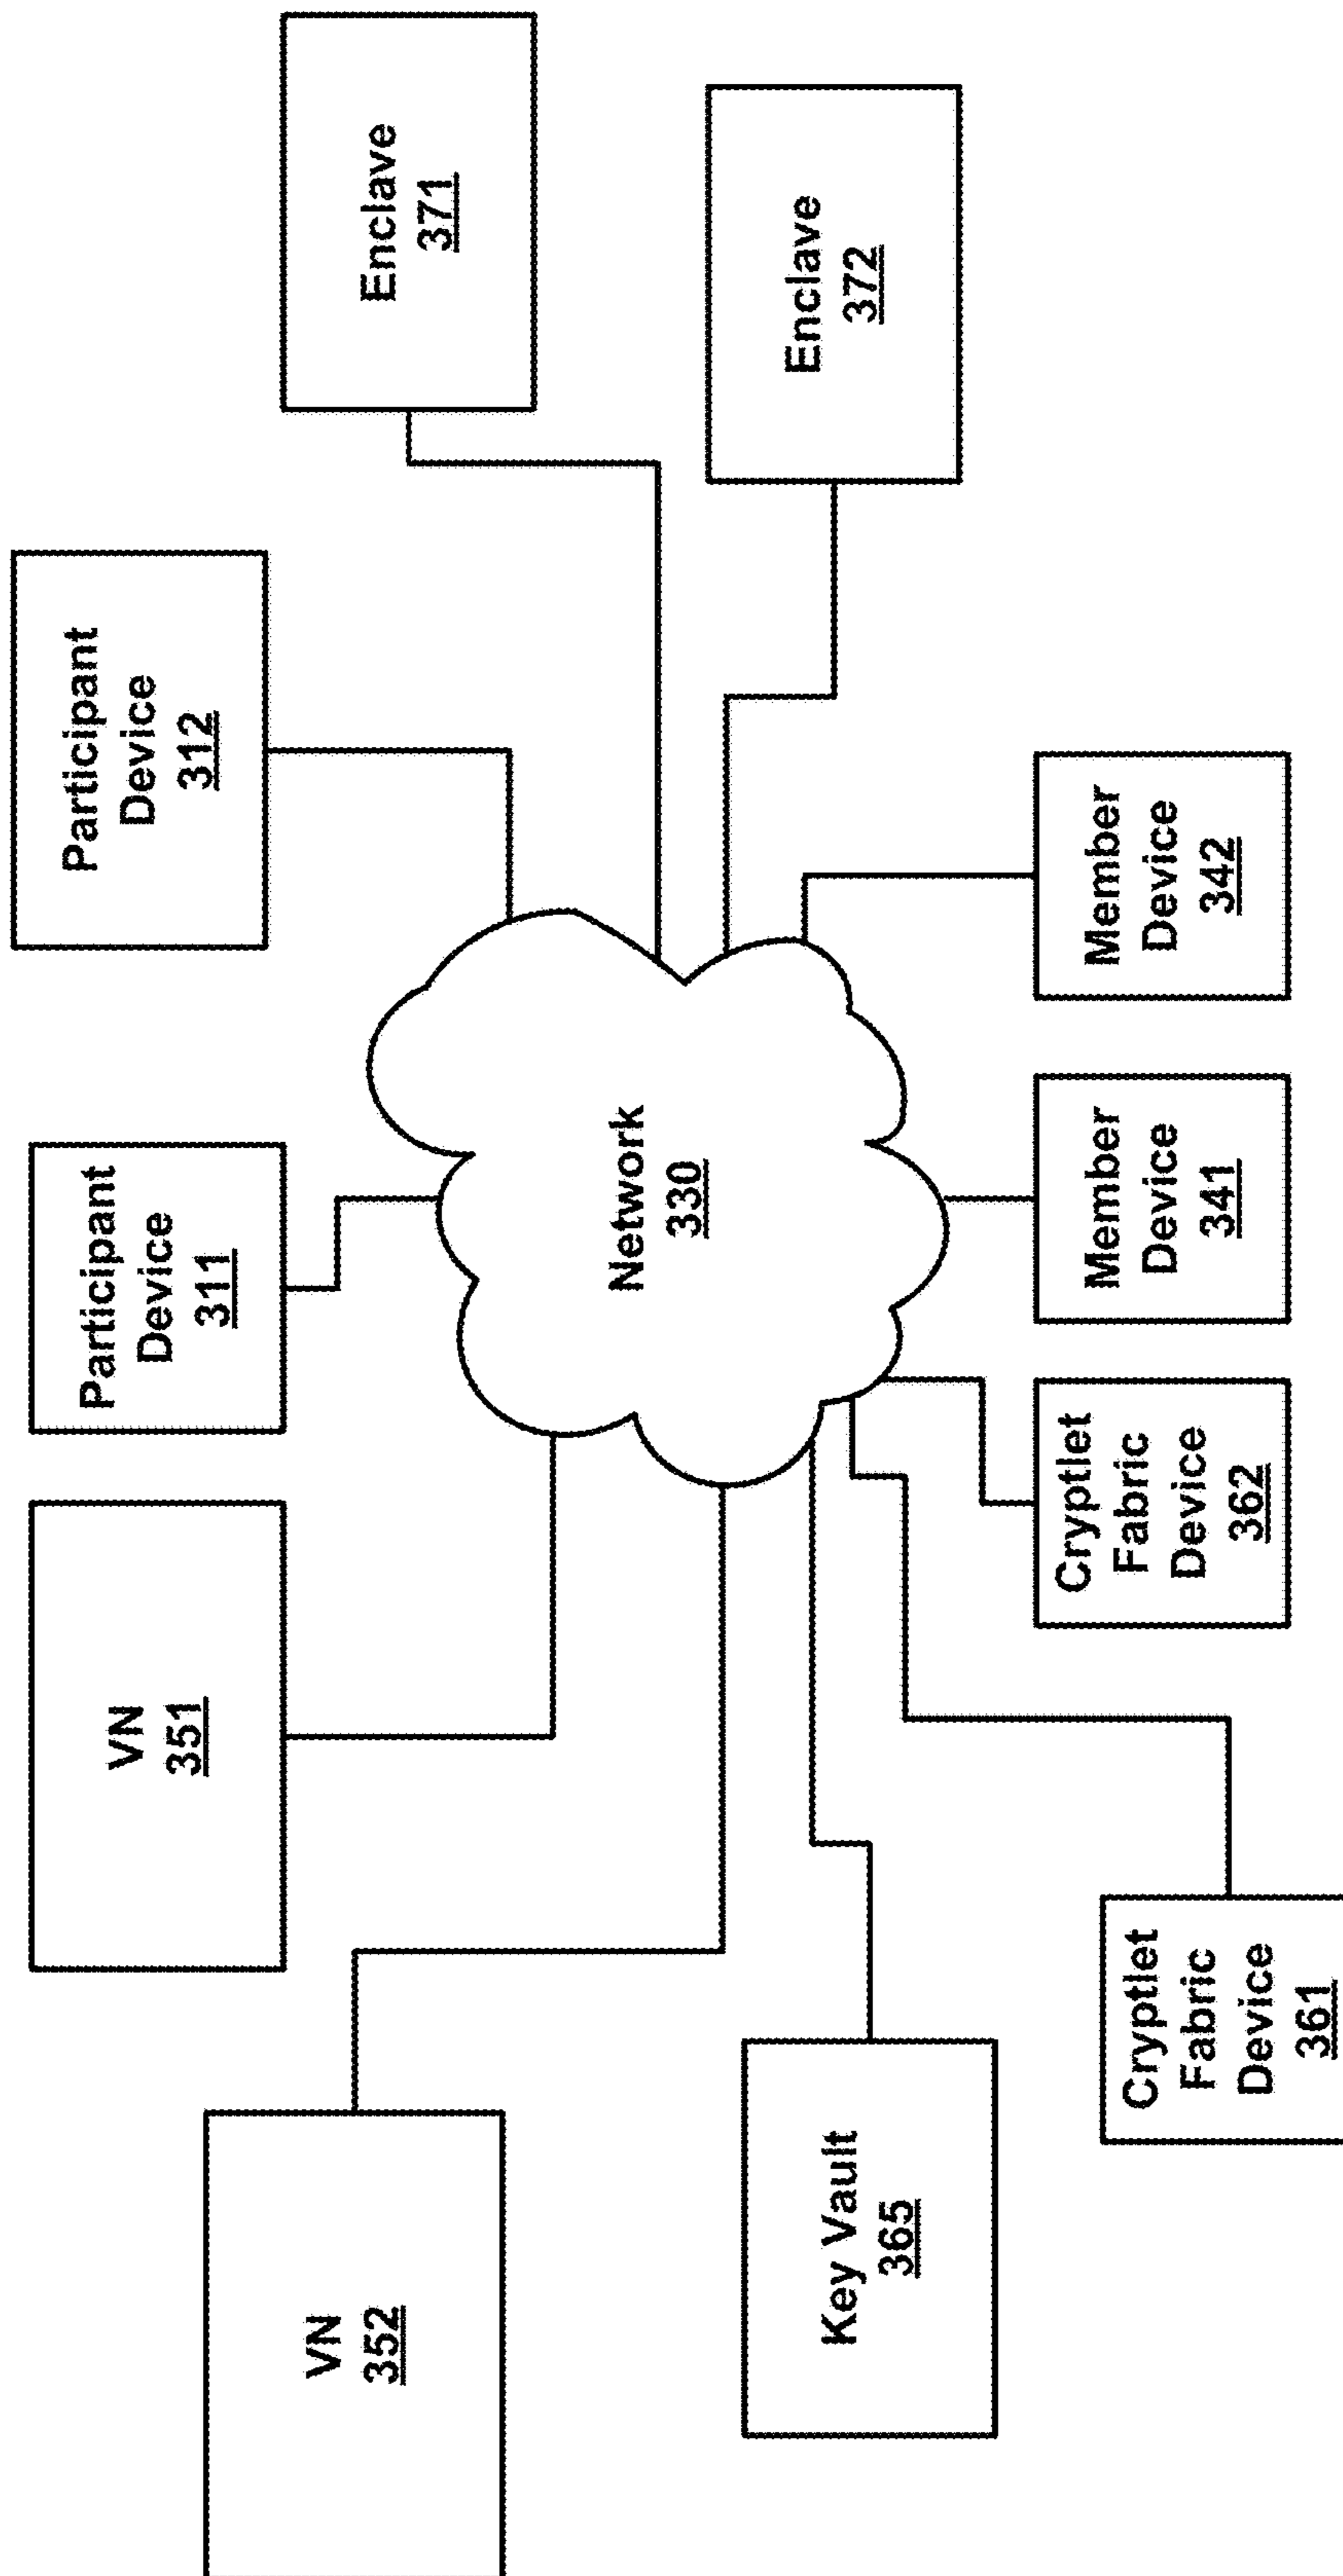 VN
352
VN
351
Participant
Device
311
Participant
Device
312
Enclave
371
Network
330
Enclave
372
Key Vault
365
Cryptlet
Fabric
Device
361
Cryptlet
Fabric
Device
362
Member
Device
341
Member
Device
342